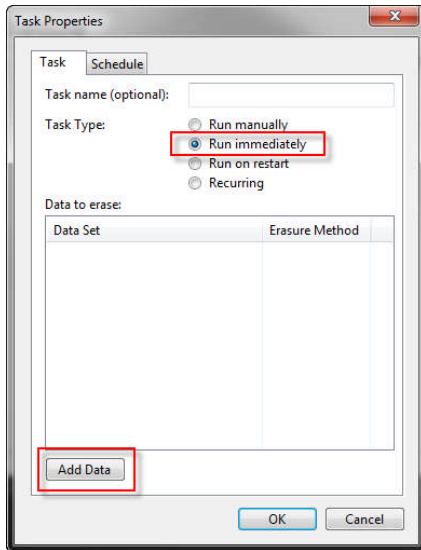 Task Properties
Task
Schedule
Task name (optional):
Task Type:
Run manually
Run immediately
Run on restart
Recurring
Data to erase:
Data Set
Erasure Method
Add Data
OK
Cancel